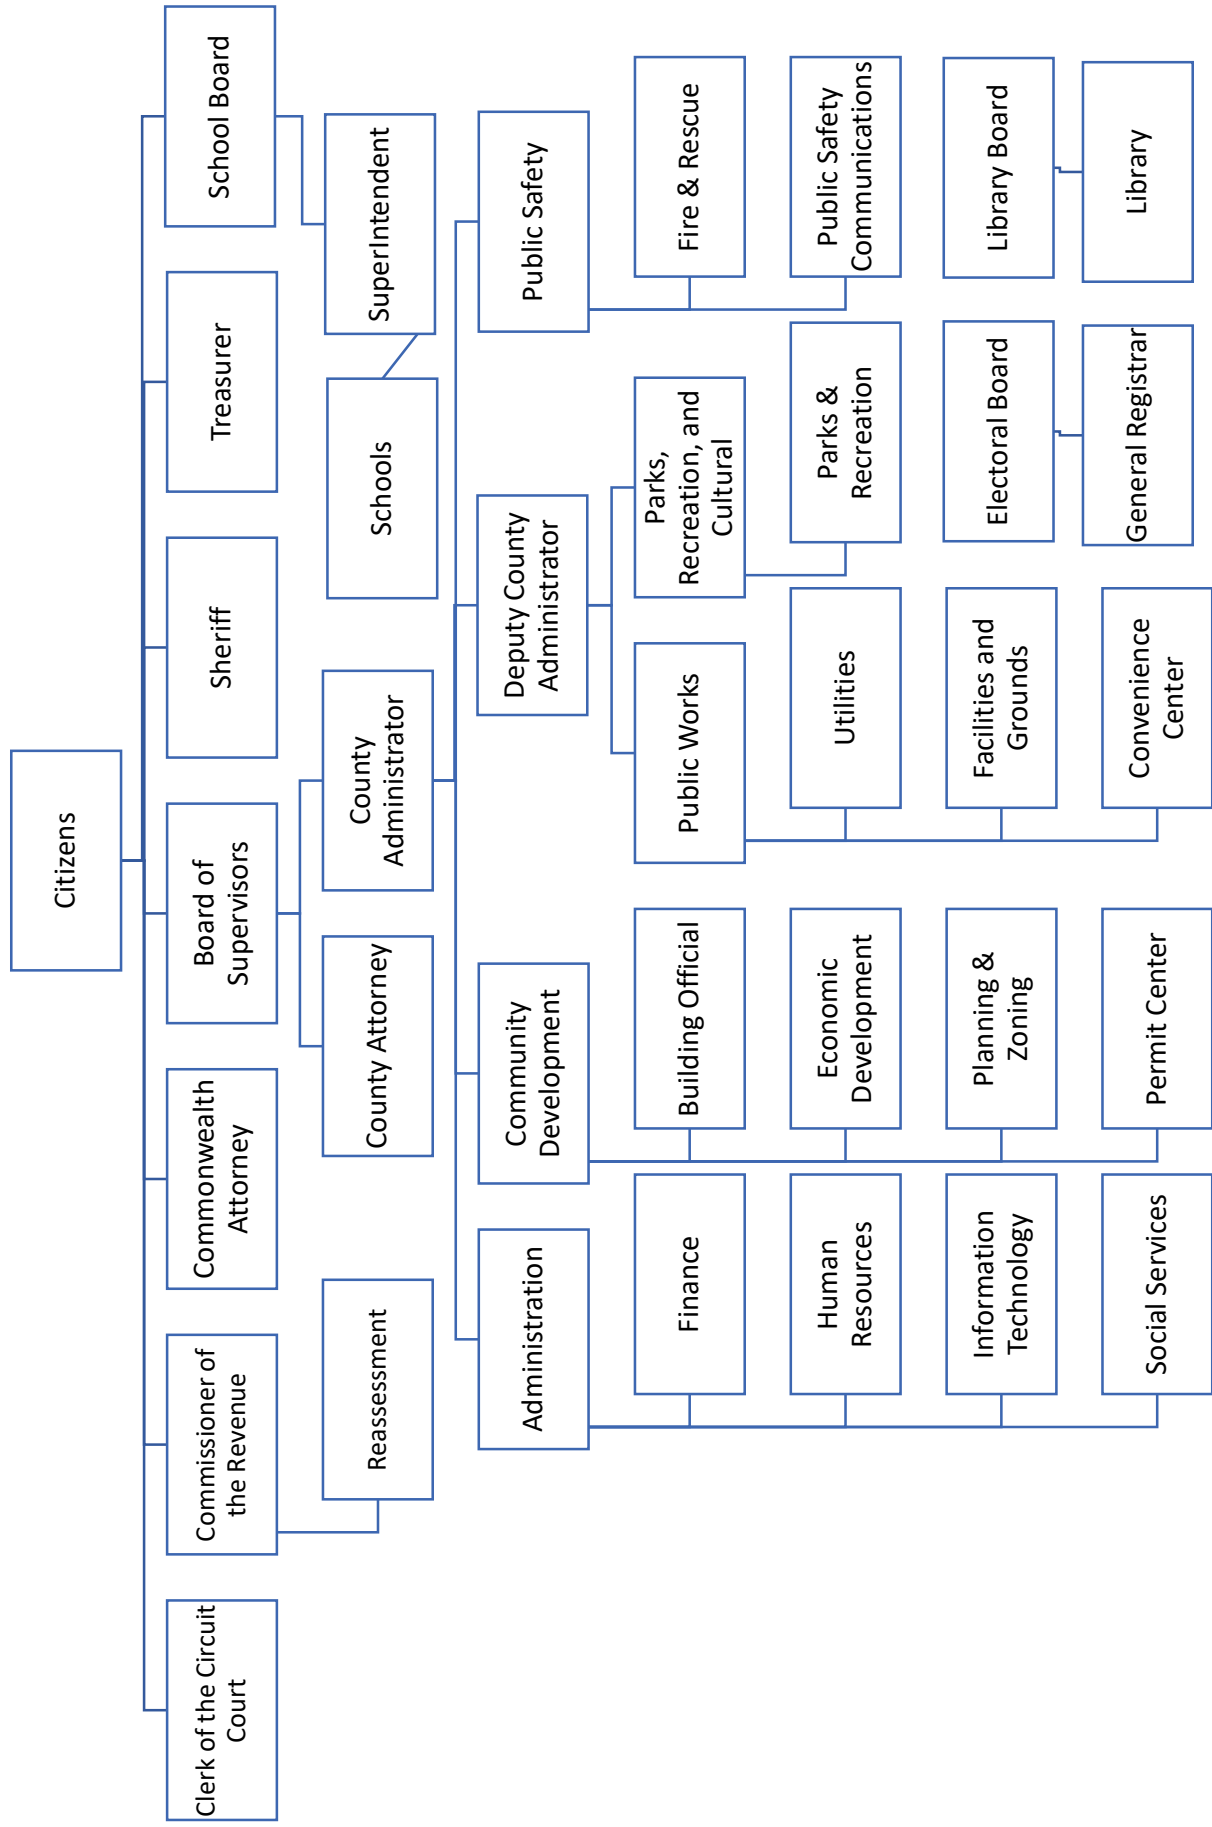 Citizens
Clerk of the Circuit
Court
Commissioner of
the Revenue
Commonwealth
Attorney
Board of
Supervisors
Sheriff
Treasurer
School Board
Reassessment
County Attorney
County
Administrator
Schools
SuperIntendent
Administration
Community
Development
Deputy County
Administrator
Public Safety
Finance
Building Official
Public Works
Parks,
Recreation, and
Cultural
Fire & Rescue
Human
Resources
Economic
Development
Utilities
Parks &
Recreation
Public Safety
Communications
Information
Technology
Planning &
Zoning
Facilities and
Grounds
Electoral Board
Library Board
Social Services
Permit Center
Convenience
Center
General Registrar
Library